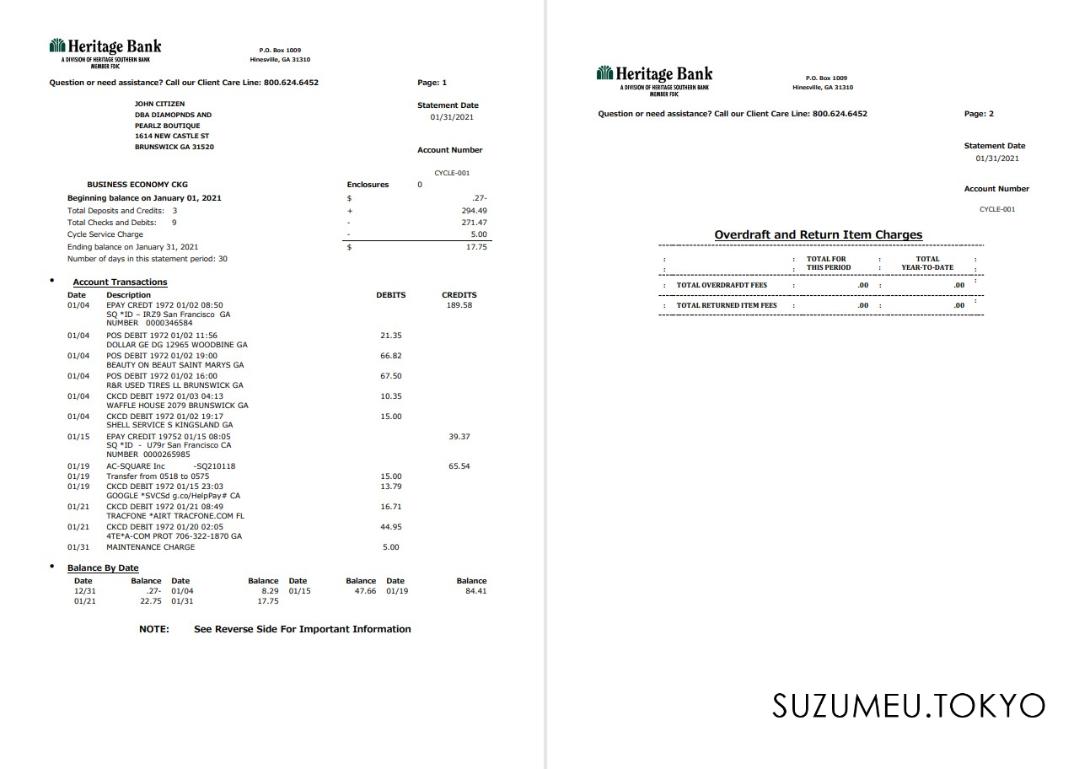 Heritage Bank
A DIVISION OF HERITAGE SOUTHERN BANK
MEMBER FDIC
P.O. Box 1009
Hinesville, GA 31310
Question or need assistance? Call our Client Care Line: 800.624.6452 Page: 1
JOHN CITIZEN
DBA DIAMOPNDS AND
PEARLZ BOUTIQUE
1614 NEW CASTLE ST
BRUNSWICK GA 31520
Statement Date
01/31/2021
Account Number
CYCLE-001
BUSINESS ECONOMY CKG Enclosures 0
Beginning balance on January 01, 2021 $ .27-
Total Deposits and Credits: 3 + 294.49
Total Checks and Debits: 9 - 271.47
Cycle Service Charge - 5.00
Ending balance on January 31, 2021 $ 17.75
Number of days in this statement period: 30
• Account Transactions
Date Description DEBITS CREDITS
01/04 EPAY CREDT 1972 01/02 08:50 189.58
SQ *ID – IRZ9 San Francisco GA
NUMBER 0000346584
01/04 POS DEBIT 1972 01/02 11:56 21.35
DOLLAR GE DG 12965 WOODBINE GA
01/04 POS DEBIT 1972 01/02 19:00 66.82
BEAUTY ON BEAUT SAINT MARYS GA
01/04 POS DEBIT 1972 01/02 16:00 67.50
R&R USED TIRES LL BRUNSWICK GA
01/04 CKCD DEBIT 1972 01/03 04:13 10.35
WAFFLE HOUSE 2079 BRUNSWICK GA
01/04 CKCD DEBIT 1972 01/02 19:17 15.00
SHELL SERVICE S KINGSLAND GA
01/15 EPAY CREDIT 19752 01/15 08:05 39.37
SQ *ID - U79r San Francisco CA
NUMBER 0000265985
01/19 AC-SQUARE Inc -SQ210118 65.54
01/19 Transfer from 0518 to 0575 15.00
01/19 CKCD DEBIT 1972 01/15 23:03 13.79
GOOGLE *SVCSd g.co/HelpPay# CA
01/21 CKCD DEBIT 1972 01/21 08:49 16.71
TRACFONE *AIRT TRACFONE.COM FL
01/21 CKCD DEBIT 1972 01/20 02:05 44.95
4TE*A-COM PROT 706-322-1870 GA
01/31 MAINTENANCE CHARGE 5.00
• Balance By Date
Date Balance Date Balance Date Balance Date Balance
12/31 .27- 01/04 8.29 01/15 47.66 01/19 84.41
01/21 22.75 01/31 17.75
NOTE: See Reverse Side For Important Information
Heritage Bank
A DIVISION OF HERITAGE SOUTHERN BANK
MEMBER FDIC
P.O. Box 1009
Hinesville, GA 31310
Question or need assistance? Call our Client Care Line: 800.624.6452 Page: 2
Statement Date
01/31/2021
Account Number
CYCLE-001
Overdraft and Return Item Charges
: : TOTAL FOR : TOTAL :
: : THIS PERIOD : YEAR-TO-DATE :
: TOTAL OVERDRAFDT FEES : .00 : .00 :
: TOTAL RETURNED ITEM FEES : .00 : .00 :
SUZUMEU.TOKYO